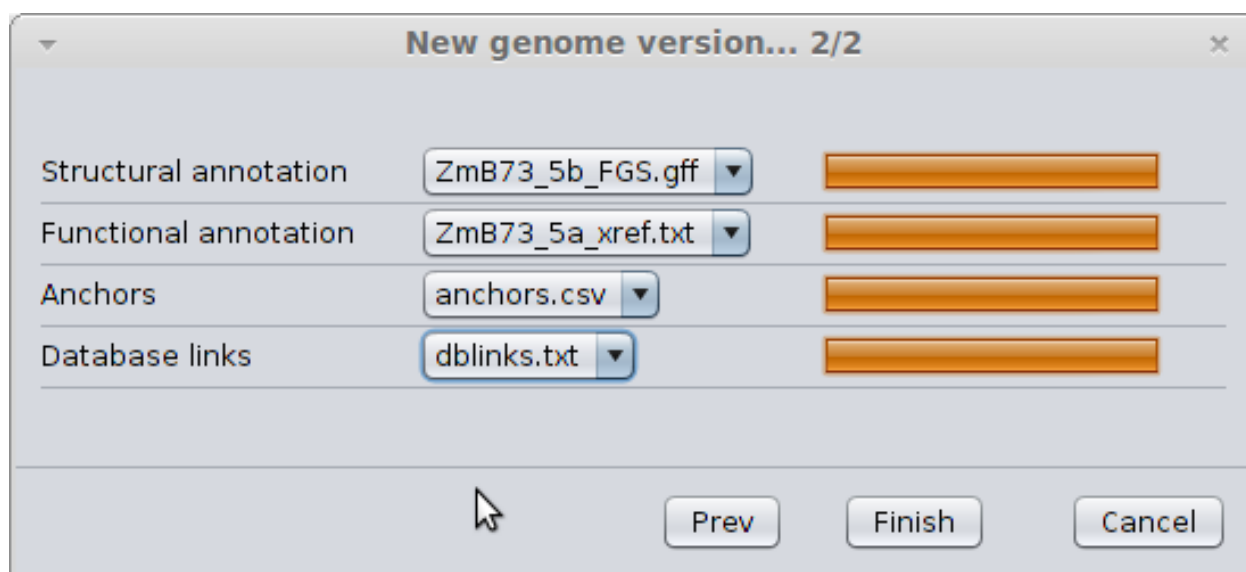 New genome version... 2/2
Structural annotation ZmB73_5b_FGS.gff
Functional annotation ZmB73_5a_xref.txt
Anchors anchors.csv
Database links dblinks.txt
Prev Finish Cancel